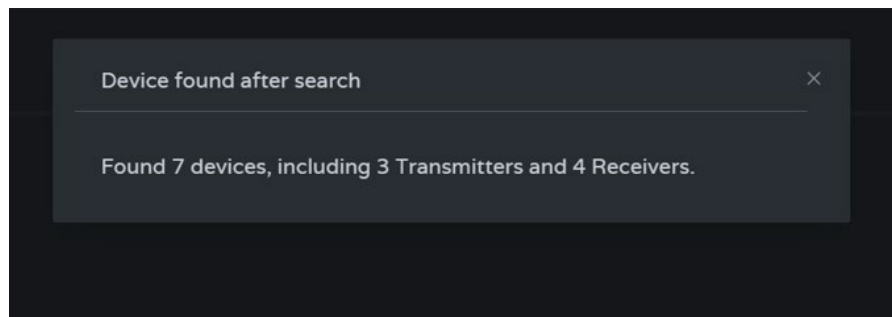 Device found after search
Found 7 devices, including 3 Transmitters and 4 Receivers.